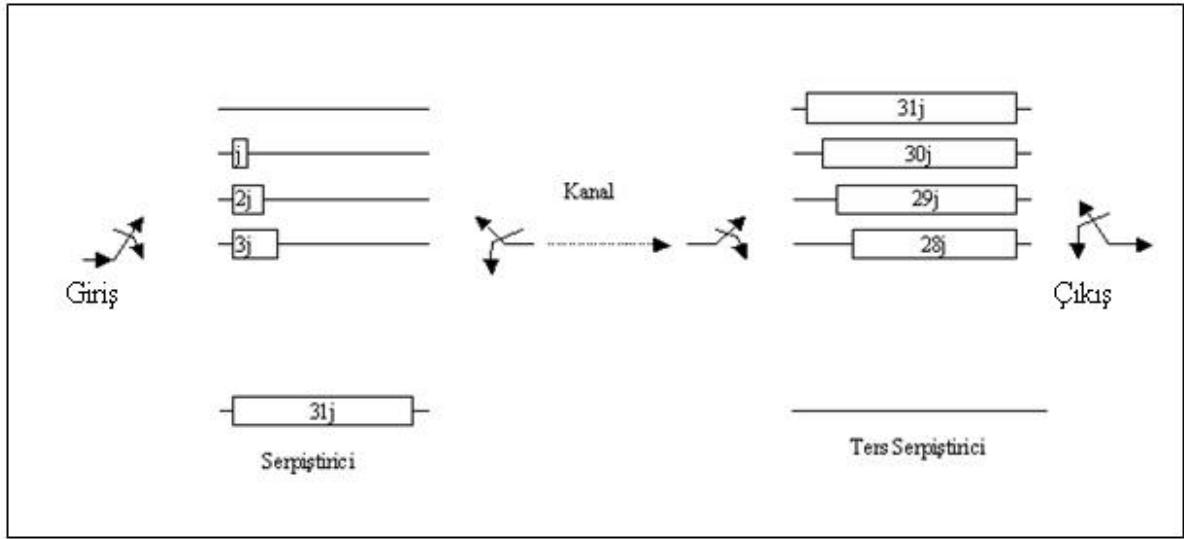 31j
j
30j
2j
Kanal
29j
3j
28j
Giriş
Çıkış
31j
Serpiştirici
Ters Serpiştirici